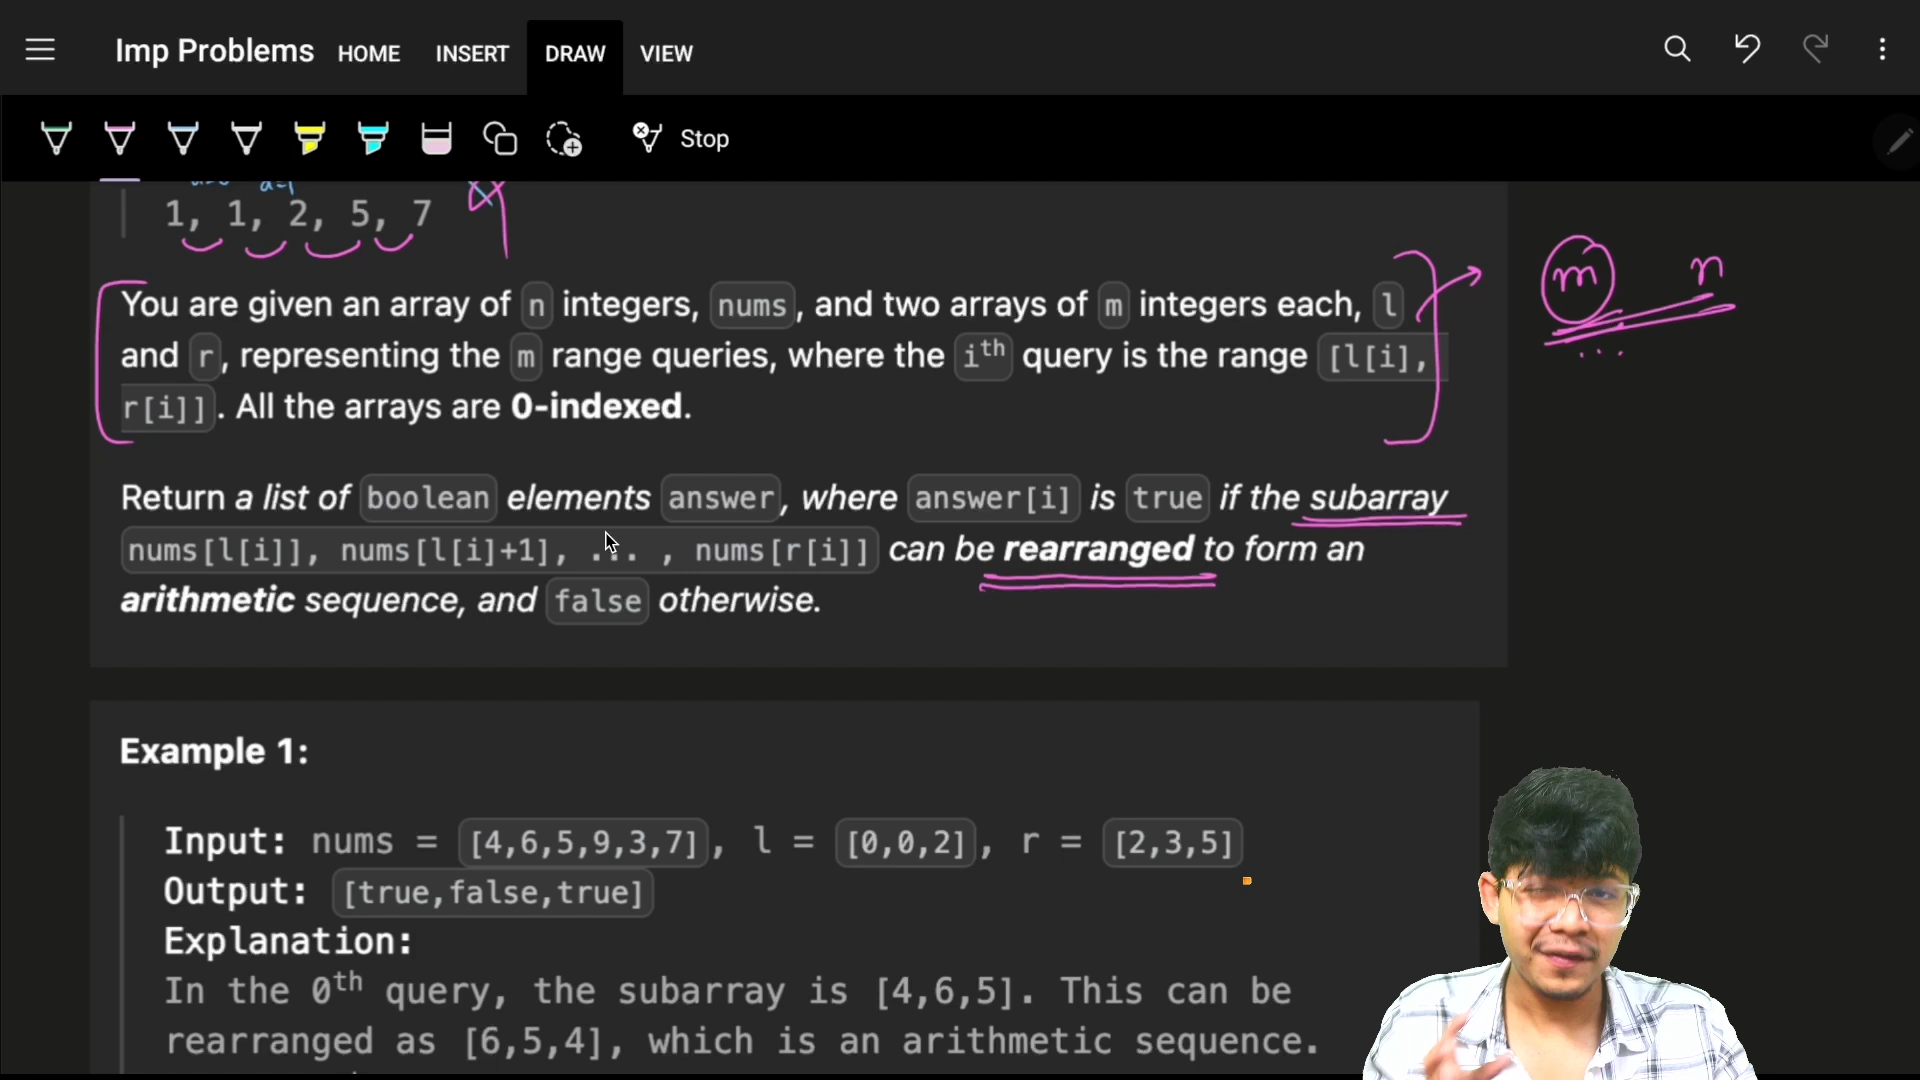 Imp Problems HOME INSERT DRAW VIEW
Stop
1, 1, 2, 5, 7
m n
You are given an array of n integers, nums, and two arrays of m integers each, l
and r, representing the m range queries, where the iᵗʰ query is the range [l[i],
r[i]]. All the arrays are 0-indexed.
Return a list of boolean elements answer, where answer[i] is true if the subarray
nums[l[i]], nums[l[i]+1], ... , nums[r[i]] can be rearranged to form an
arithmetic sequence, and false otherwise.
Example 1:
Input: nums = [4,6,5,9,3,7], l = [0,0,2], r = [2,3,5]
Output: [true,false,true]
Explanation:
In the 0ᵗʰ query, the subarray is [4,6,5]. This can be
rearranged as [6,5,4], which is an arithmetic sequence.